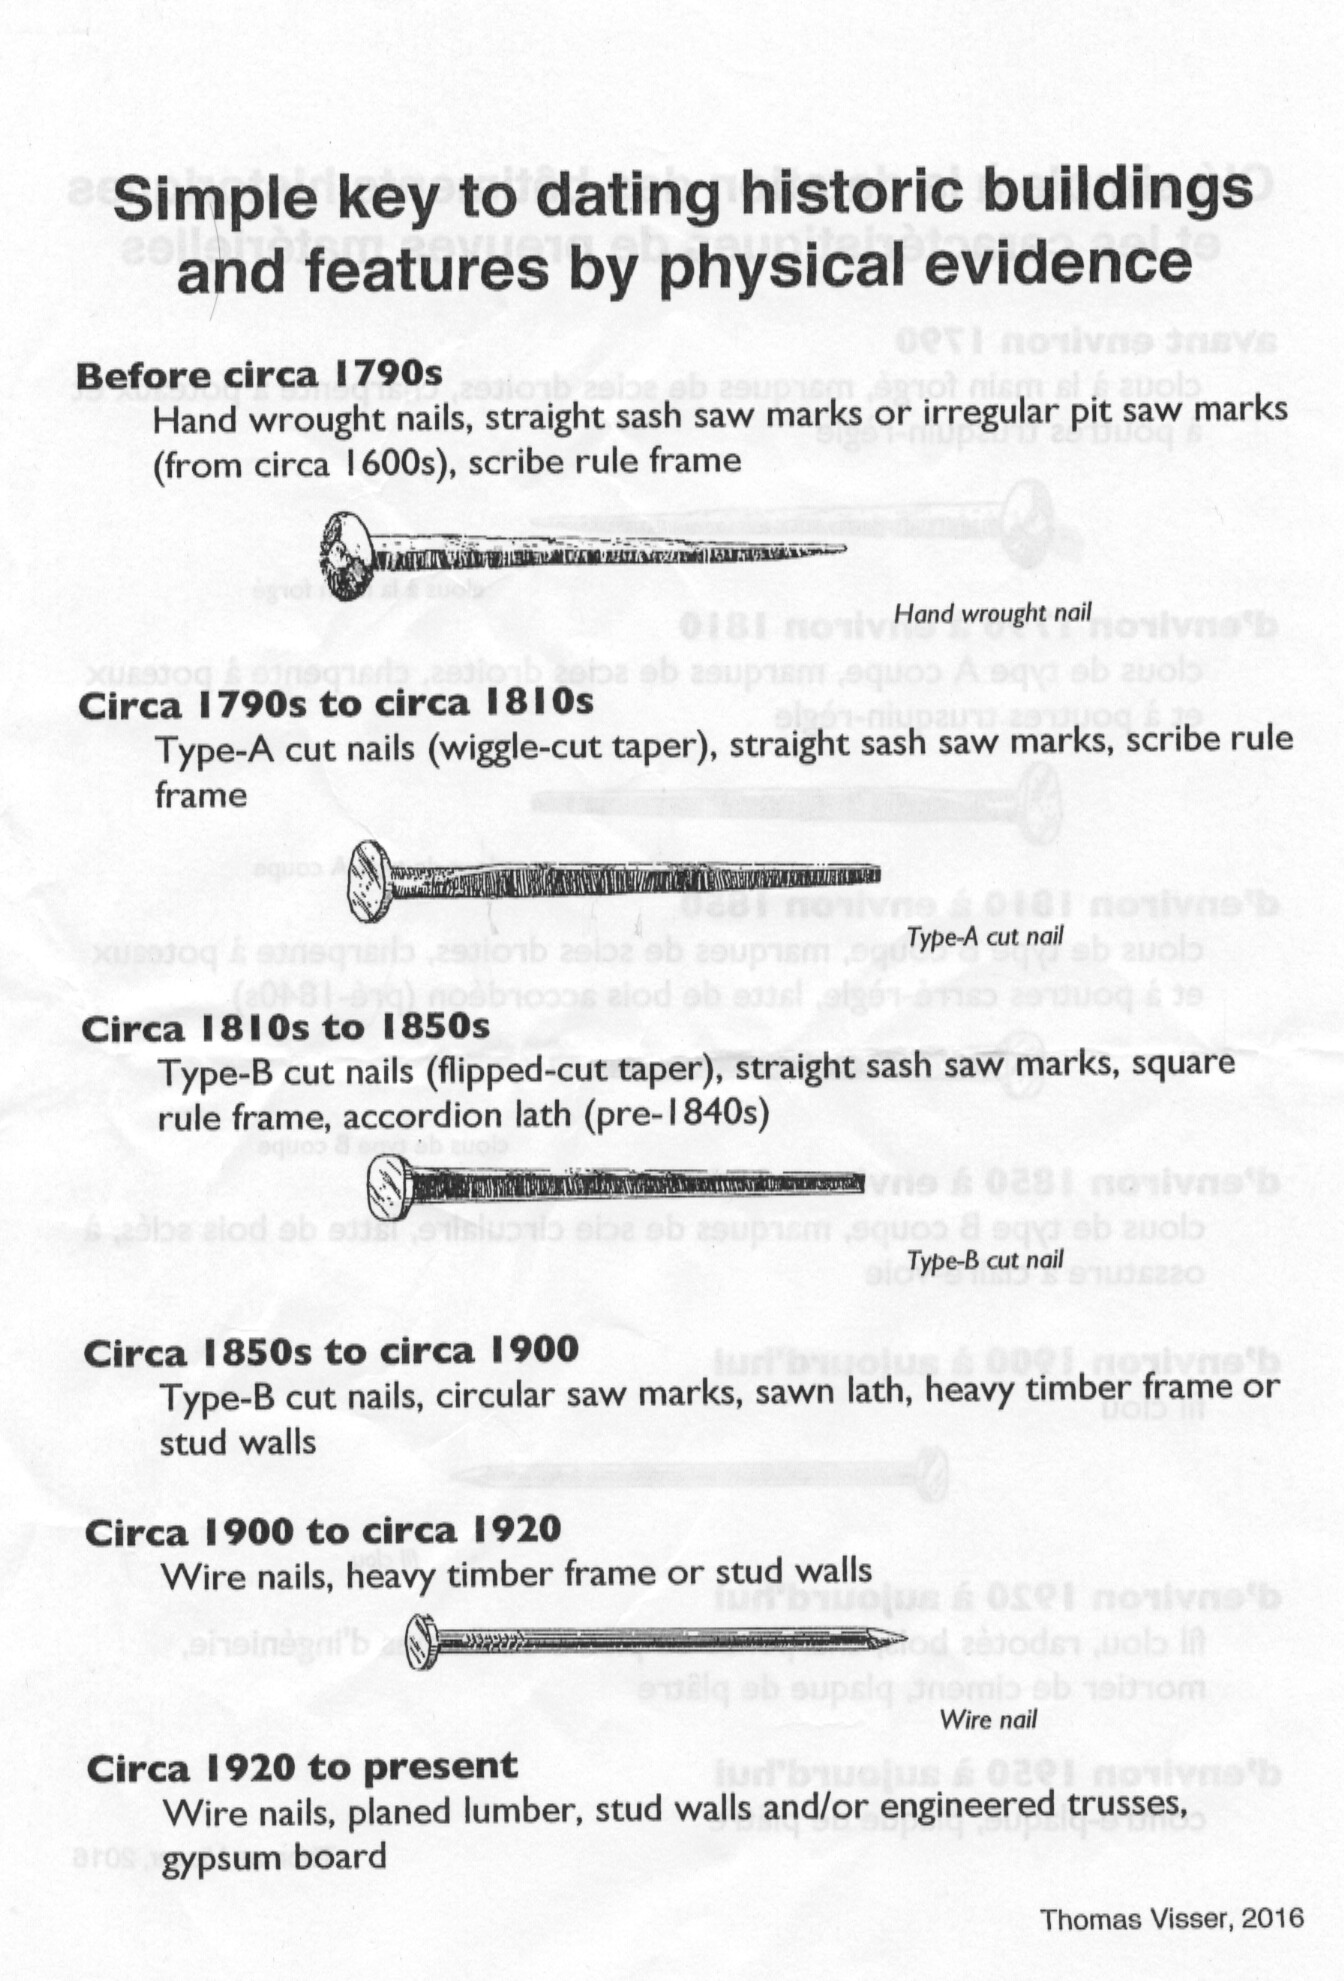 Simple key to dating historic buildings
and features by physical evidence
Before circa 1790s
Hand wrought nails, straight sash saw marks or irregular pit saw marks
(from circa 1600s), scribe rule frame
Hand wrought nail
Circa 1790s to circa 1810s
Type-A cut nails (wiggle-cut taper), straight sash saw marks, scribe rule
frame
Type-A cut nail
Circa 1810s to 1850s
Type-B cut nails (flipped-cut taper), straight sash saw marks, square
rule frame, accordion lath (pre-1840s)
Type-B cut nail
Circa 1850s to circa 1900
Type-B cut nails, circular saw marks, sawn lath, heavy timber frame or
stud walls
Circa 1900 to circa 1920
Wire nails, heavy timber frame or stud walls
Wire nail
Circa 1920 to present
Wire nails, planed lumber, stud walls and/or engineered trusses,
gypsum board
Thomas Visser, 2016